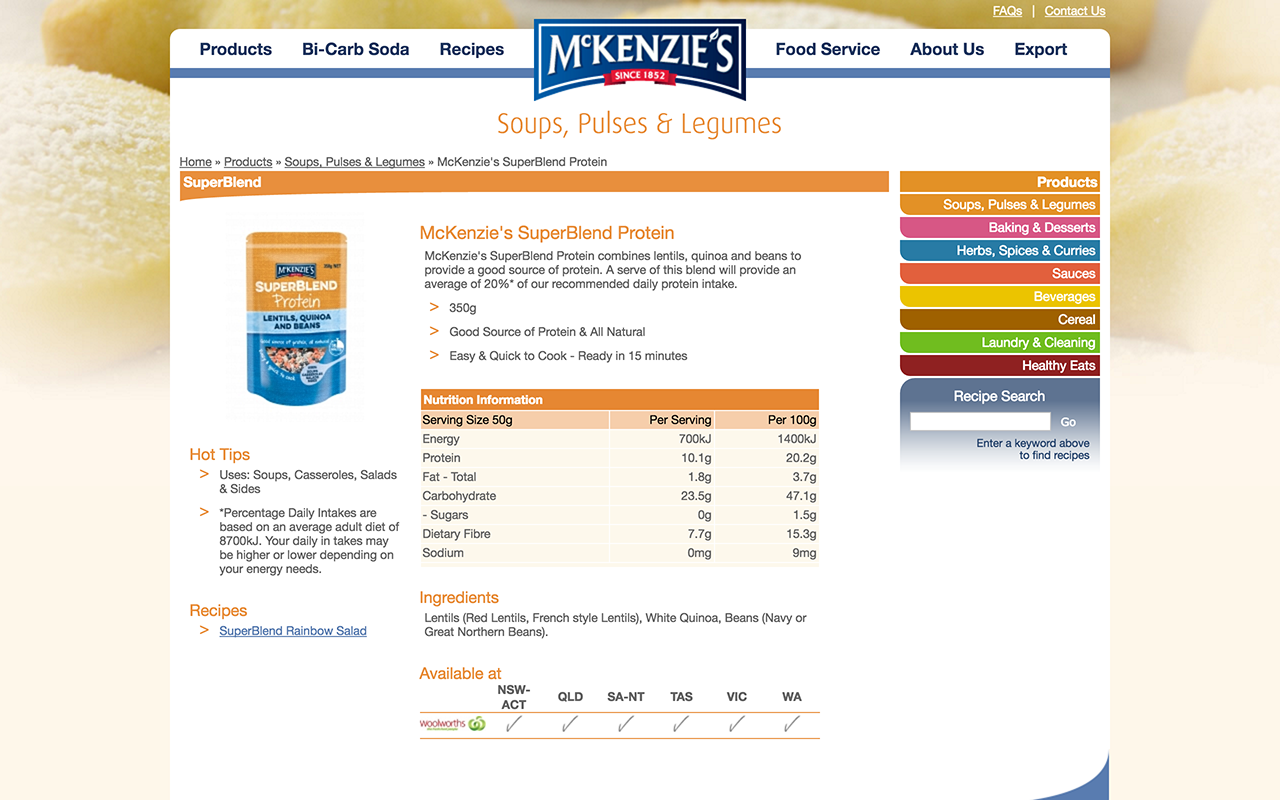 FAQs | Contact Us
Products Bi-Carb Soda Recipes
McKENZIE'S
SINCE 1852
Food Service About Us Export
Soups, Pulses & Legumes
Home » Products » Soups, Pulses & Legumes » McKenzie's SuperBlend Protein
SuperBlend
McKENZIE'S
SUPERBLEND
Protein
LENTILS, QUINOA
AND BEANS
McKenzie's SuperBlend Protein
McKenzie's SuperBlend Protein combines lentils, quinoa and beans to
provide a good source of protein. A serve of this blend will provide an
average of 20%* of our recommended daily protein intake.
> 350g
> Good Source of Protein & All Natural
> Easy & Quick to Cook - Ready in 15 minutes
Nutrition Information
Serving Size 50g Per Serving Per 100g
Energy 700kJ 1400kJ
Protein 10.1g 20.2g
Fat - Total 1.8g 3.7g
Carbohydrate 23.5g 47.1g
- Sugars 0g 1.5g
Dietary Fibre 7.7g 15.3g
Sodium 0mg 9mg
Hot Tips
> Uses: Soups, Casseroles, Salads
& Sides
> *Percentage Daily Intakes are
based on an average adult diet of
8700kJ. Your daily in takes may
be higher or lower depending on
your energy needs.
Recipes
> SuperBlend Rainbow Salad
Ingredients
Lentils (Red Lentils, French style Lentils), White Quinoa, Beans (Navy or
Great Northern Beans).
Available at
NSW-
ACT QLD SA-NT TAS VIC WA
woolworths
Products
Soups, Pulses & Legumes
Baking & Desserts
Herbs, Spices & Curries
Sauces
Beverages
Cereal
Laundry & Cleaning
Healthy Eats
Recipe Search
Go
Enter a keyword above
to find recipes